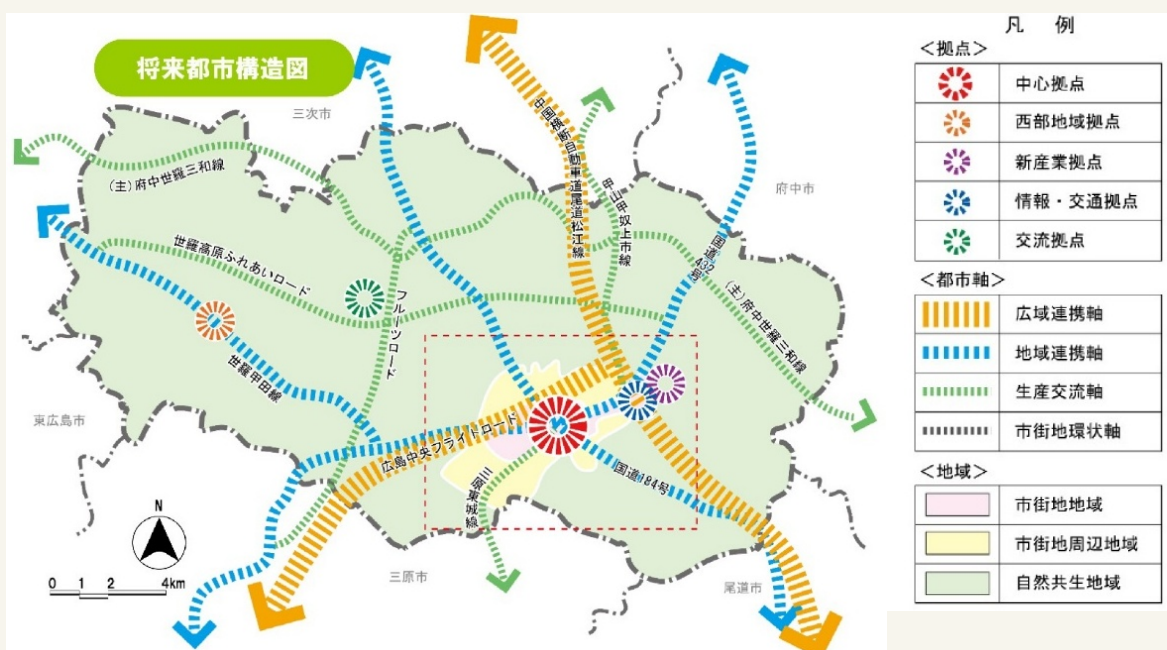 将来都市構造図
三次市
府中市
東広島市
三原市
尾道市
(主)府中世羅三和線
世羅高原ふれあいロード
世羅甲田線
フルーツロード
中国横断自動車道尾道松江線
甲山甲奴上市線
国道432号
(主)府中世羅三和線
広島中央フライトロード
三原東城線
国道184号
N
0 1 2 4km
凡 例
<拠点>
中心拠点
西部地域拠点
新産業拠点
情報・交通拠点
交流拠点
<都市軸>
広域連携軸
地域連携軸
生産交流軸
市街地環状軸
<地域>
市街地地域
市街地周辺地域
自然共生地域